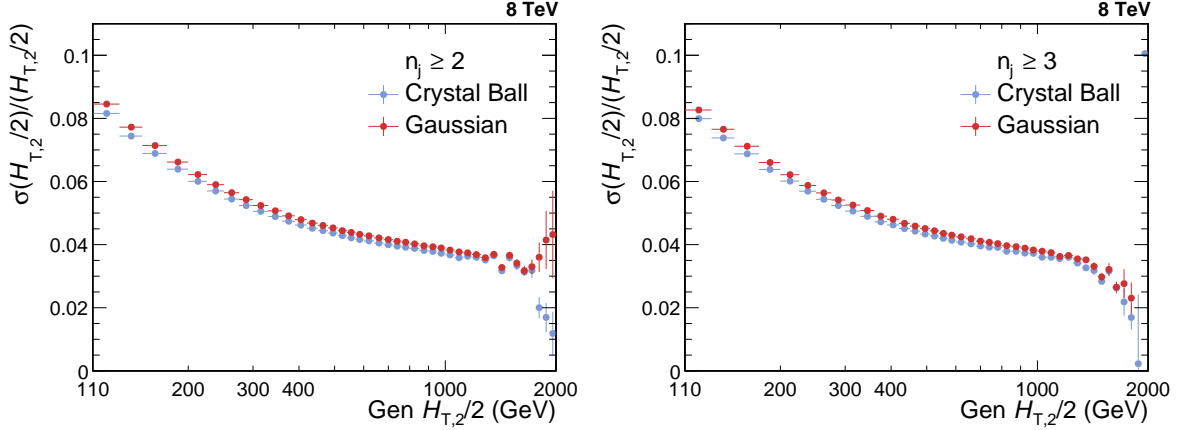 8 TeV
n_j ≥ 2
Crystal Ball
Gaussian
σ(H_T,2/2)/(H_T,2/2)
0.1
0.08
0.06
0.04
0.02
0
110 200 300 400 1000 2000
Gen H_T,2/2 (GeV)
8 TeV
n_j ≥ 3
Crystal Ball
Gaussian
σ(H_T,2/2)/(H_T,2/2)
0.1
0.08
0.06
0.04
0.02
0
110 200 300 400 1000 2000
Gen H_T,2/2 (GeV)